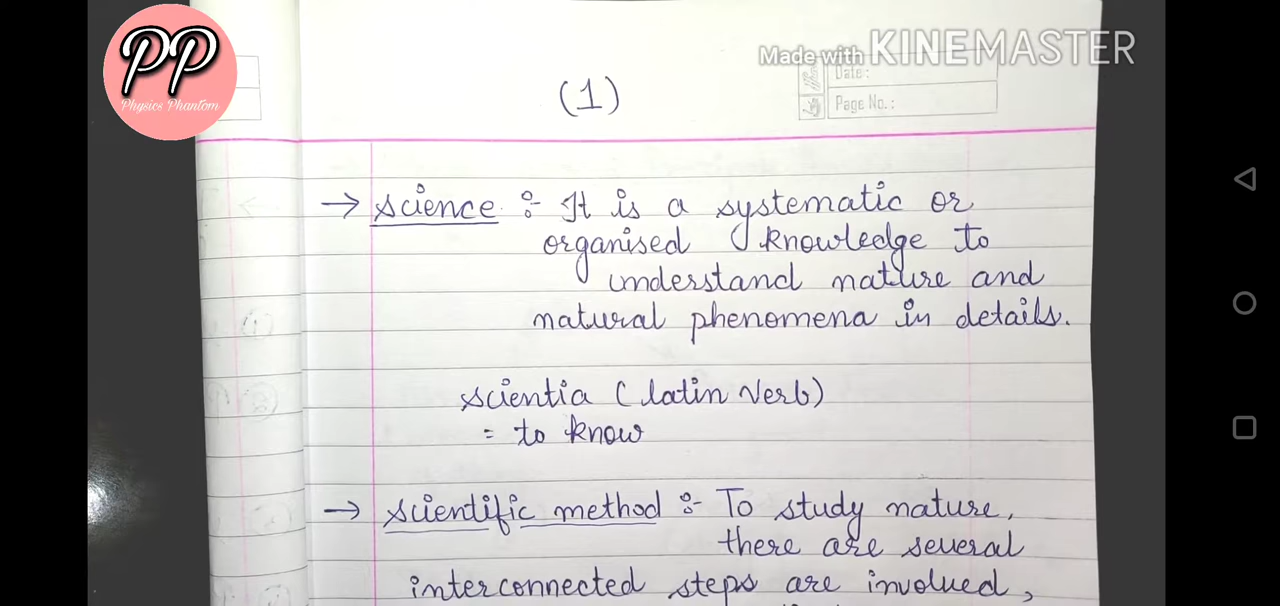 PP
Physics Phantom
Made with KINEMASTER
Date :
Page No. :
(1)
→ science :- It is a systematic or
organised knowledge to
understand nature and
natural phenomena in details.
scientia (latin Verb)
= to know
→ scientific method :- To study nature,
there are several
interconnected steps are involved,